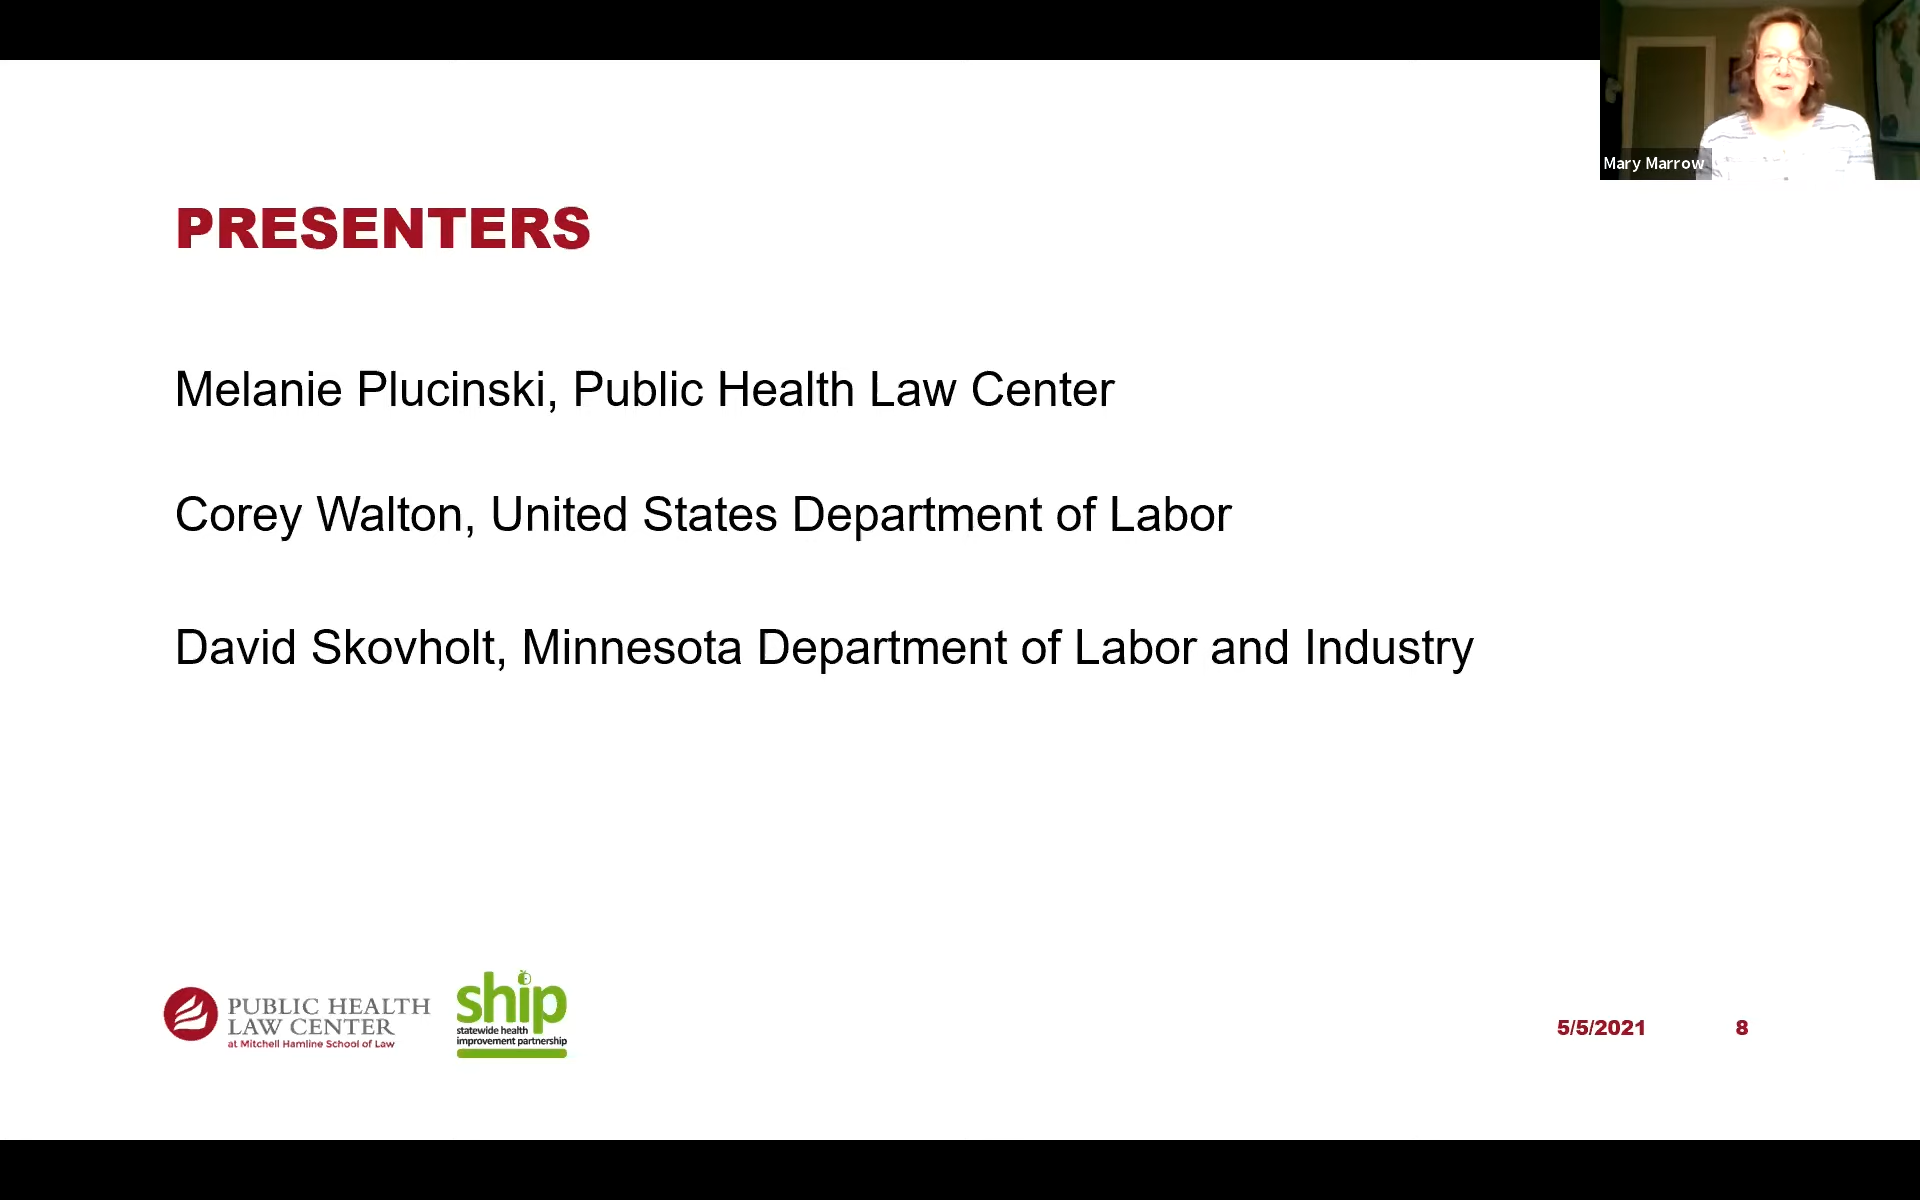 Mary Marrow
PRESENTERS
Melanie Plucinski, Public Health Law Center
Corey Walton, United States Department of Labor
David Skovholt, Minnesota Department of Labor and Industry
PUBLIC HEALTH
LAW CENTER
at Mitchell Hamline School of Law
ship
statewide health
improvement partnership
5/5/2021
8